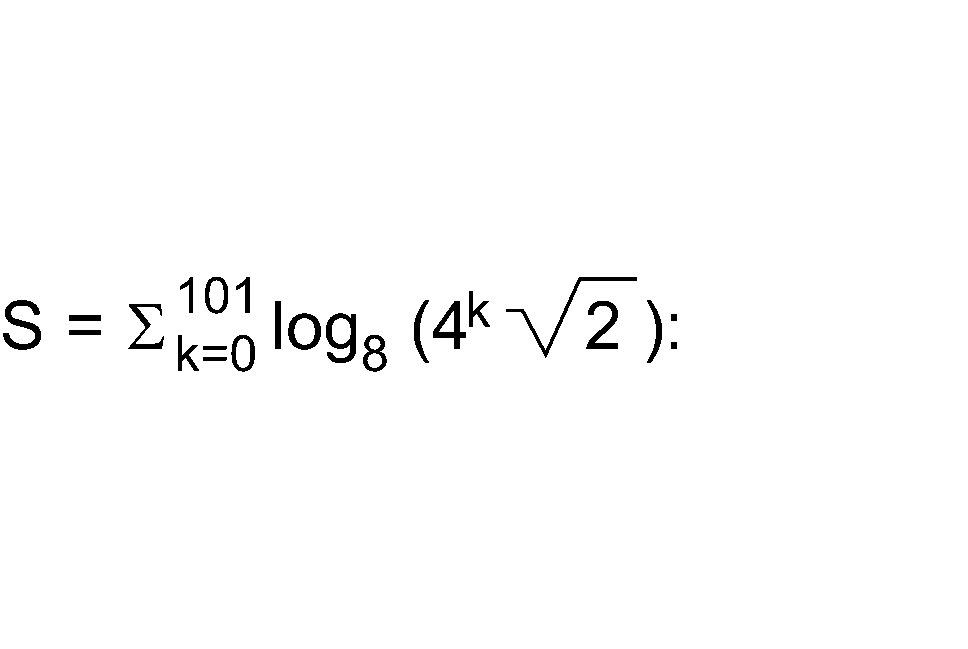 S = Σ_{k=0}^{101} log_8 (4^k √2 ):